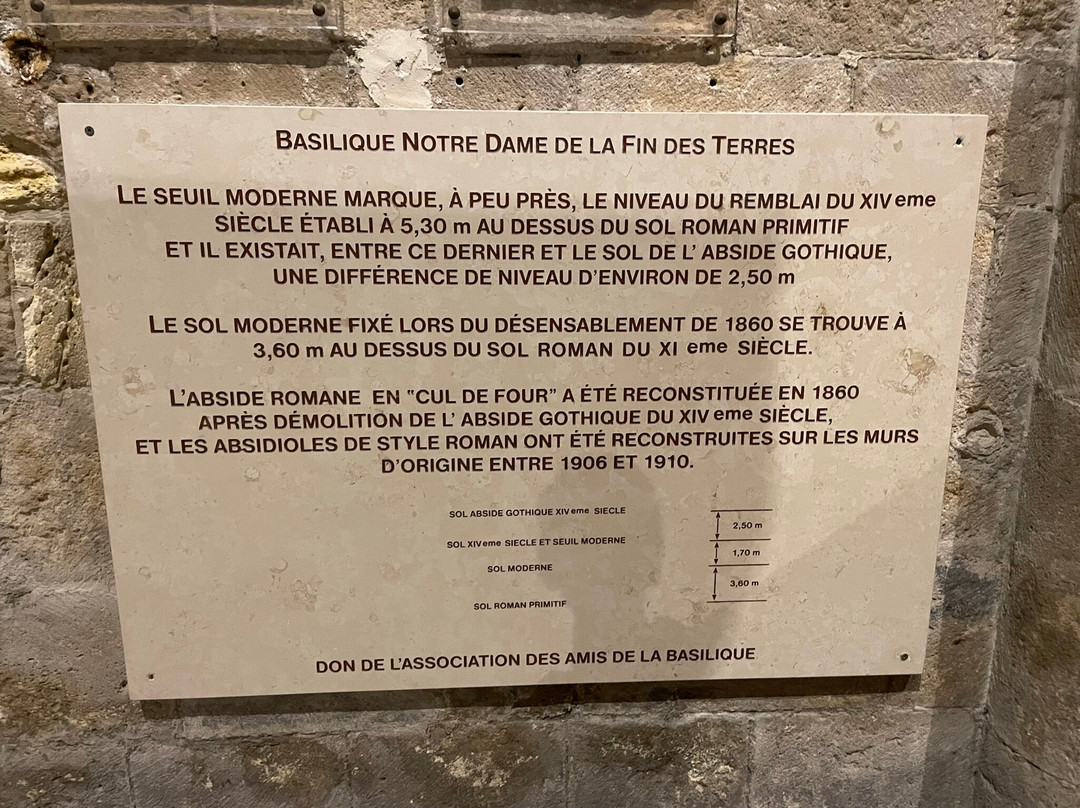 BASILIQUE NOTRE DAME DE LA FIN DES TERRES
LE SEUIL MODERNE MARQUE, À PEU PRÈS, LE NIVEAU DU REMBLAI DU XIVeme
SIÈCLE ÉTABLI À 5,30 m AU DESSUS DU SOL ROMAN PRIMITIF
ET IL EXISTAIT, ENTRE CE DERNIER ET LE SOL DE L' ABSIDE GOTHIQUE,
UNE DIFFÉRENCE DE NIVEAU D'ENVIRON DE 2,50 m
LE SOL MODERNE FIXÉ LORS DU DÉSENSABLEMENT DE 1860 SE TROUVE À
3,60 m AU DESSUS DU SOL ROMAN DU XI eme SIÈCLE.
L'ABSIDE ROMANE EN "CUL DE FOUR" A ÉTÉ RECONSTITUÉE EN 1860
APRÈS DÉMOLITION DE L' ABSIDE GOTHIQUE DU XIV eme SIÈCLE,
ET LES ABSIDIOLES DE STYLE ROMAN ONT ÉTÉ RECONSTRUITES SUR LES MURS
D'ORIGINE ENTRE 1906 ET 1910.
SOL ABSIDE GOTHIQUE XIV eme SIECLE
2,50 m
SOL XIV eme SIECLE ET SEUIL MODERNE
1,70 m
SOL MODERNE
3,60 m
SOL ROMAN PRIMITIF
DON DE L'ASSOCIATION DES AMIS DE LA BASILIQUE